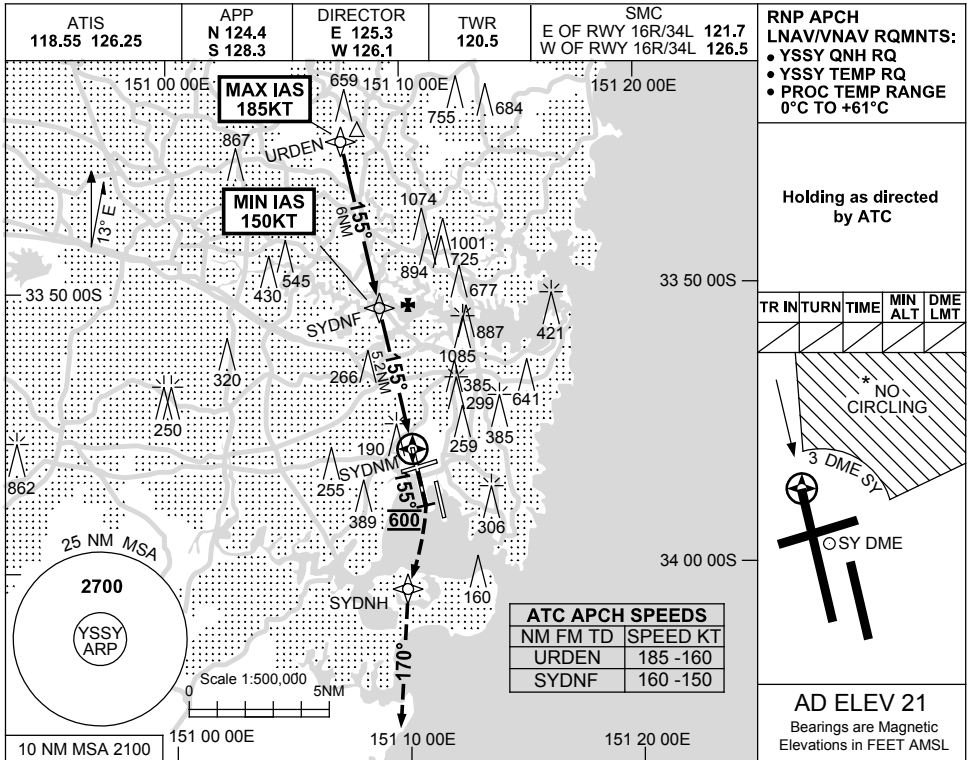 ATIS
118.55 126.25
APP
N 124.4
S 128.3
DIRECTOR
E 125.3
W 126.1
TWR
120.5
SMC
E OF RWY 16R/34L 121.7
W OF RWY 16R/34L 126.5
RNP APCH
LNAV/VNAV RQMNTS:
• YSSY QNH RQ
• YSSY TEMP RQ
• PROC TEMP RANGE
0°C TO +61°C
Holding as directed
by ATC
TR IN TURN TIME MIN ALT DME LMT
* NO
CIRCLING
3 DME SY
SY DME
AD ELEV 21
Bearings are Magnetic
Elevations in FEET AMSL
151 00 00E
659
151 10 00E
151 20 00E
MAX IAS
185KT
755
684
URDEN
867
13° E
MIN IAS
150KT
155°
6NM
1074
1001
725
894
545
430
677
33 50 00S
33 50 00S
SYDNF
887
421
320
266
5.2NM
155°
1085
385
641
299
250
190
259
385
862
SYDNM
255
155°
389
600
306
25 NM MSA
2700
YSSY
ARP
34 00 00S
SYDNH
160
170°
ATC APCH SPEEDS
NM FM TD SPEED KT
URDEN 185 -160
SYDNF 160 -150
Scale 1:500,000
0 5NM
10 NM MSA 2100
151 00 00E
151 10 00E
151 20 00E